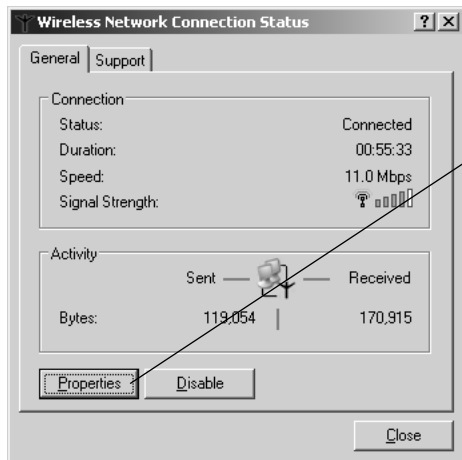 Wireless Network Connection Status
General Support
Connection
Status: Connected
Duration: 00:55:33
Speed: 11.0 Mbps
Signal Strength:
Activity
Sent — — Received
Bytes: 119,054 | 170,915
Properties Disable
Close